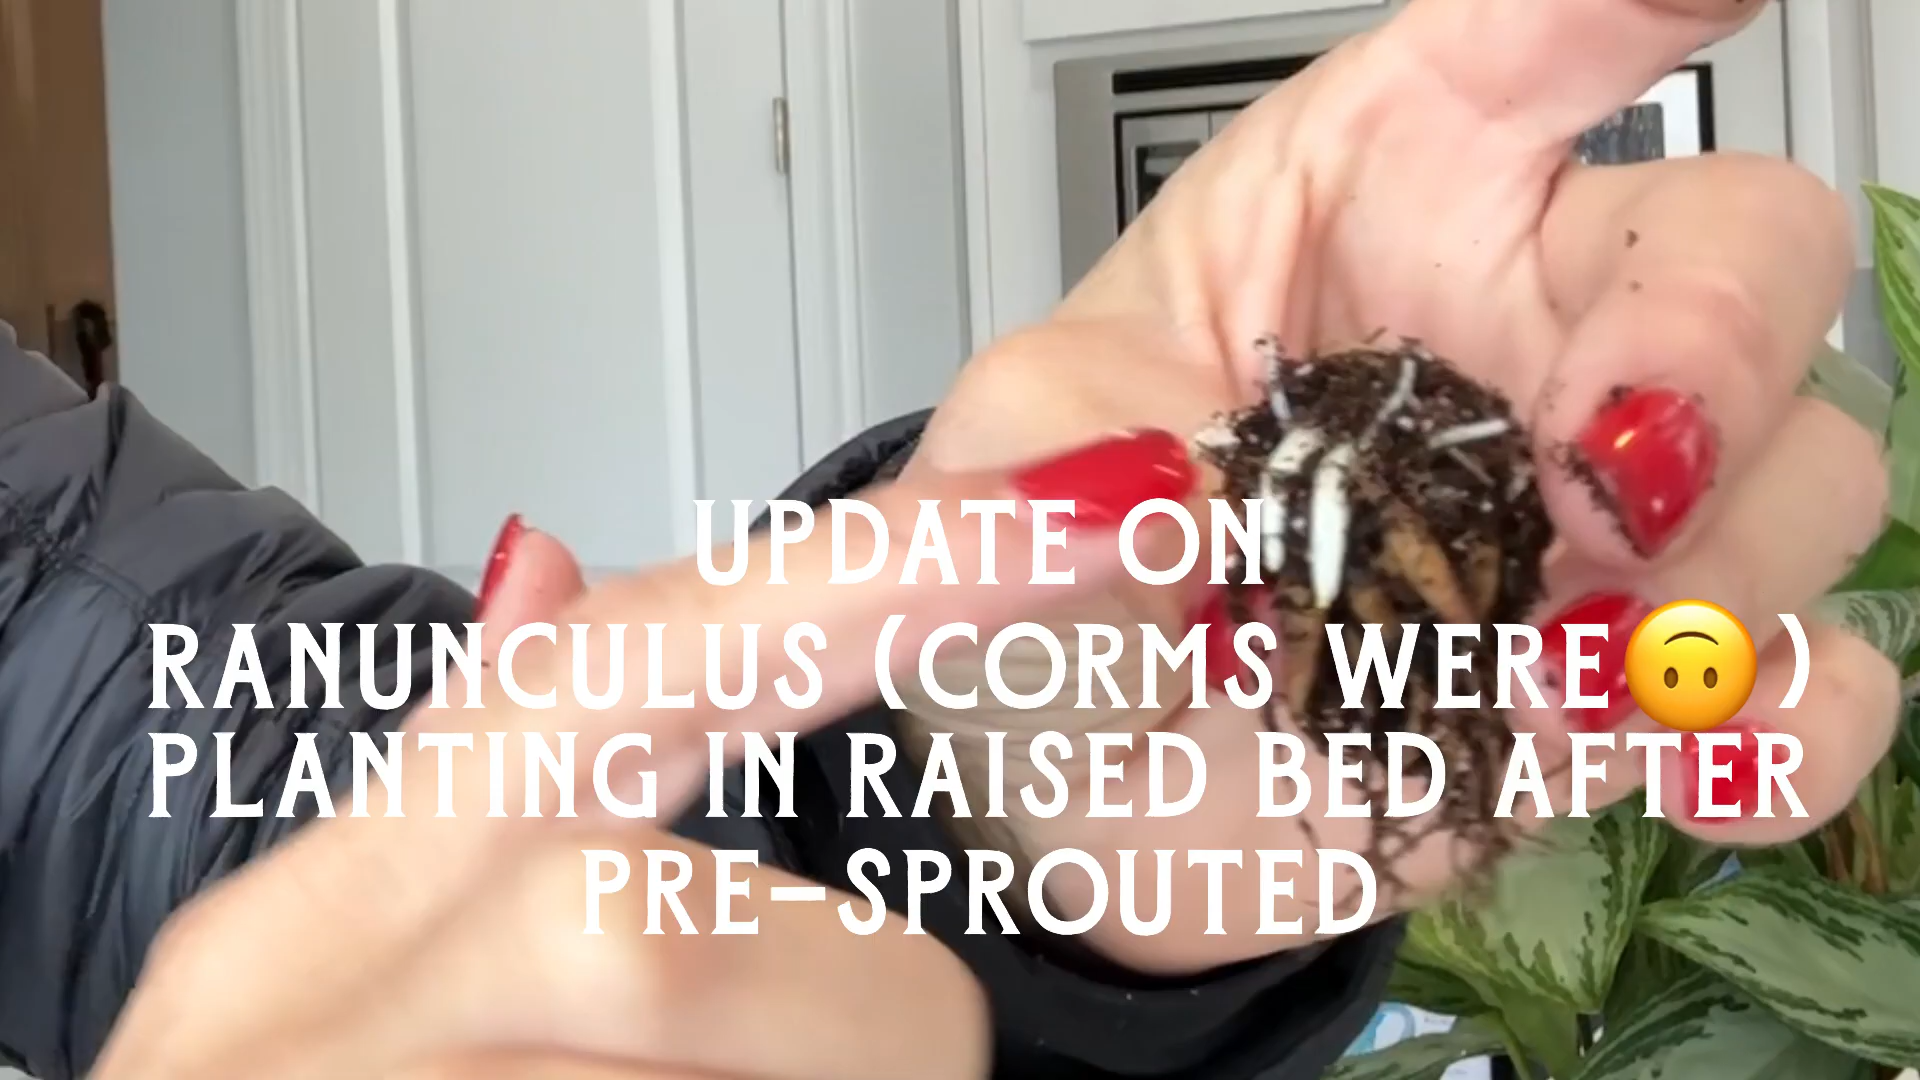 UPDATE ON
RANUNCULUS (CORMS WERE🙃)
PLANTING IN RAISED BED AFTER
PRE-SPROUTED